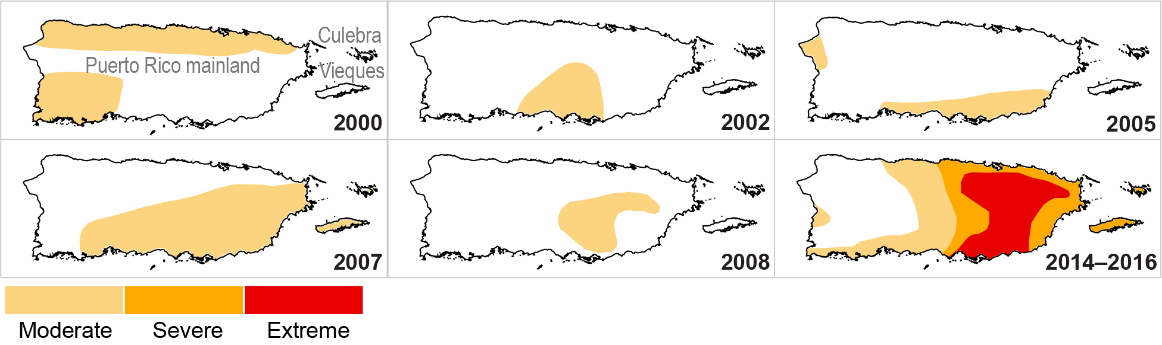 Culebra
Puerto Rico mainland
Vieques
2000
2002
2005
2007
2008
2014–2016
Moderate
Severe
Extreme